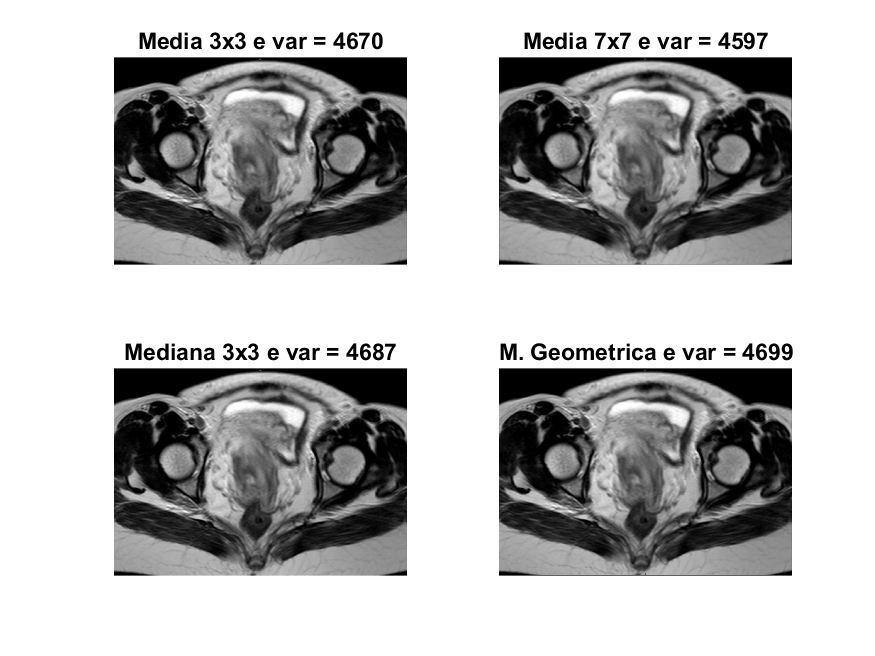 Media 3x3 e var = 4670
Media 7x7 e var = 4597
Mediana 3x3 e var = 4687
M. Geometrica e var = 4699